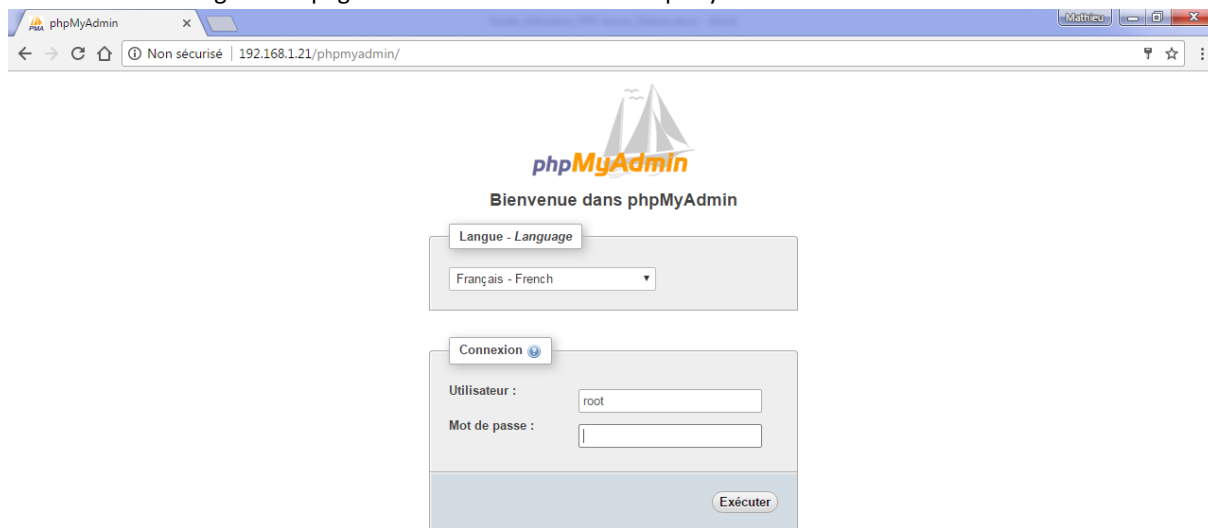 phpMyAdmin
Mathieu
Non sécurisé | 192.168.1.21/phpmyadmin/
phpMyAdmin
Bienvenue dans phpMyAdmin
Langue - Language
Français - French
Connexion
Utilisateur :
root
Mot de passe :
Exécuter